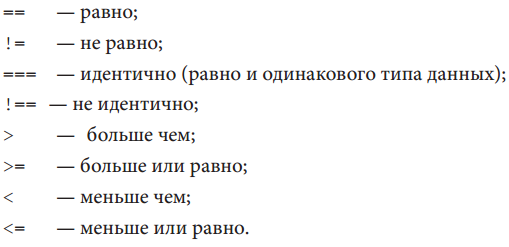 == — равно;
!= — не равно;
=== — идентично (равно и одинакового типа данных);
!== — не идентично;
> — больше чем;
>= — больше или равно;
< — меньше чем;
<= — меньше или равно.